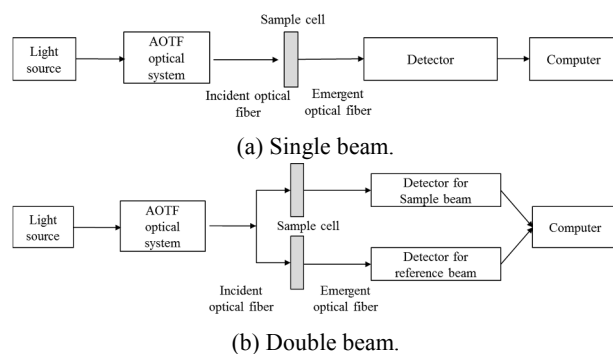 Sample cell
Light
source
AOTF
optical
system
Incident optical
fiber
Emergent
optical fiber
Detector
Computer
(a) Single beam.
Light
source
AOTF
optical
system
Sample cell
Incident
optical fiber
Emergent
optical fiber
Detector for
Sample beam
Detector for
reference beam
Computer
(b) Double beam.